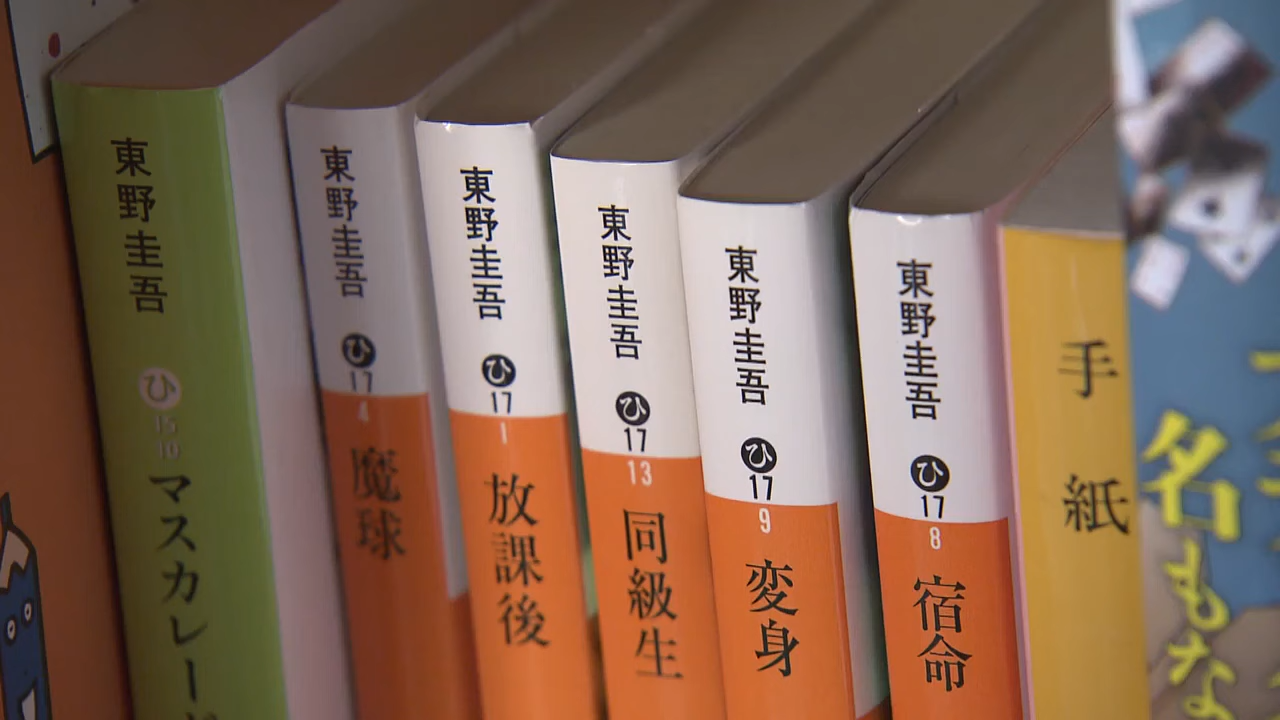 東野圭吾
ひ
15
10
マスカレード
東野圭吾
ひ
17
4
魔球
東野圭吾
ひ
17
1
放課後
東野圭吾
ひ
17
13
同級生
東野圭吾
ひ
17
9
変身
東野圭吾
ひ
17
8
宿命
手紙
名もな